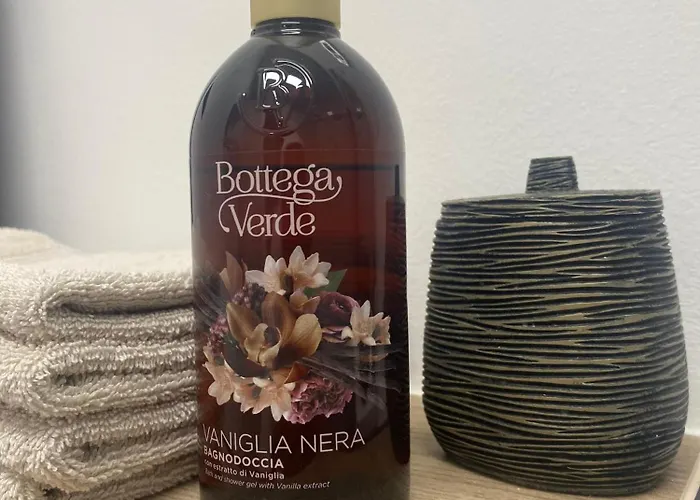 Bottega
Verde
VANIGLIA NERA
BAGNODOCCIA
con estratto di Vaniglia
Bath and shower gel with Vanilla extract